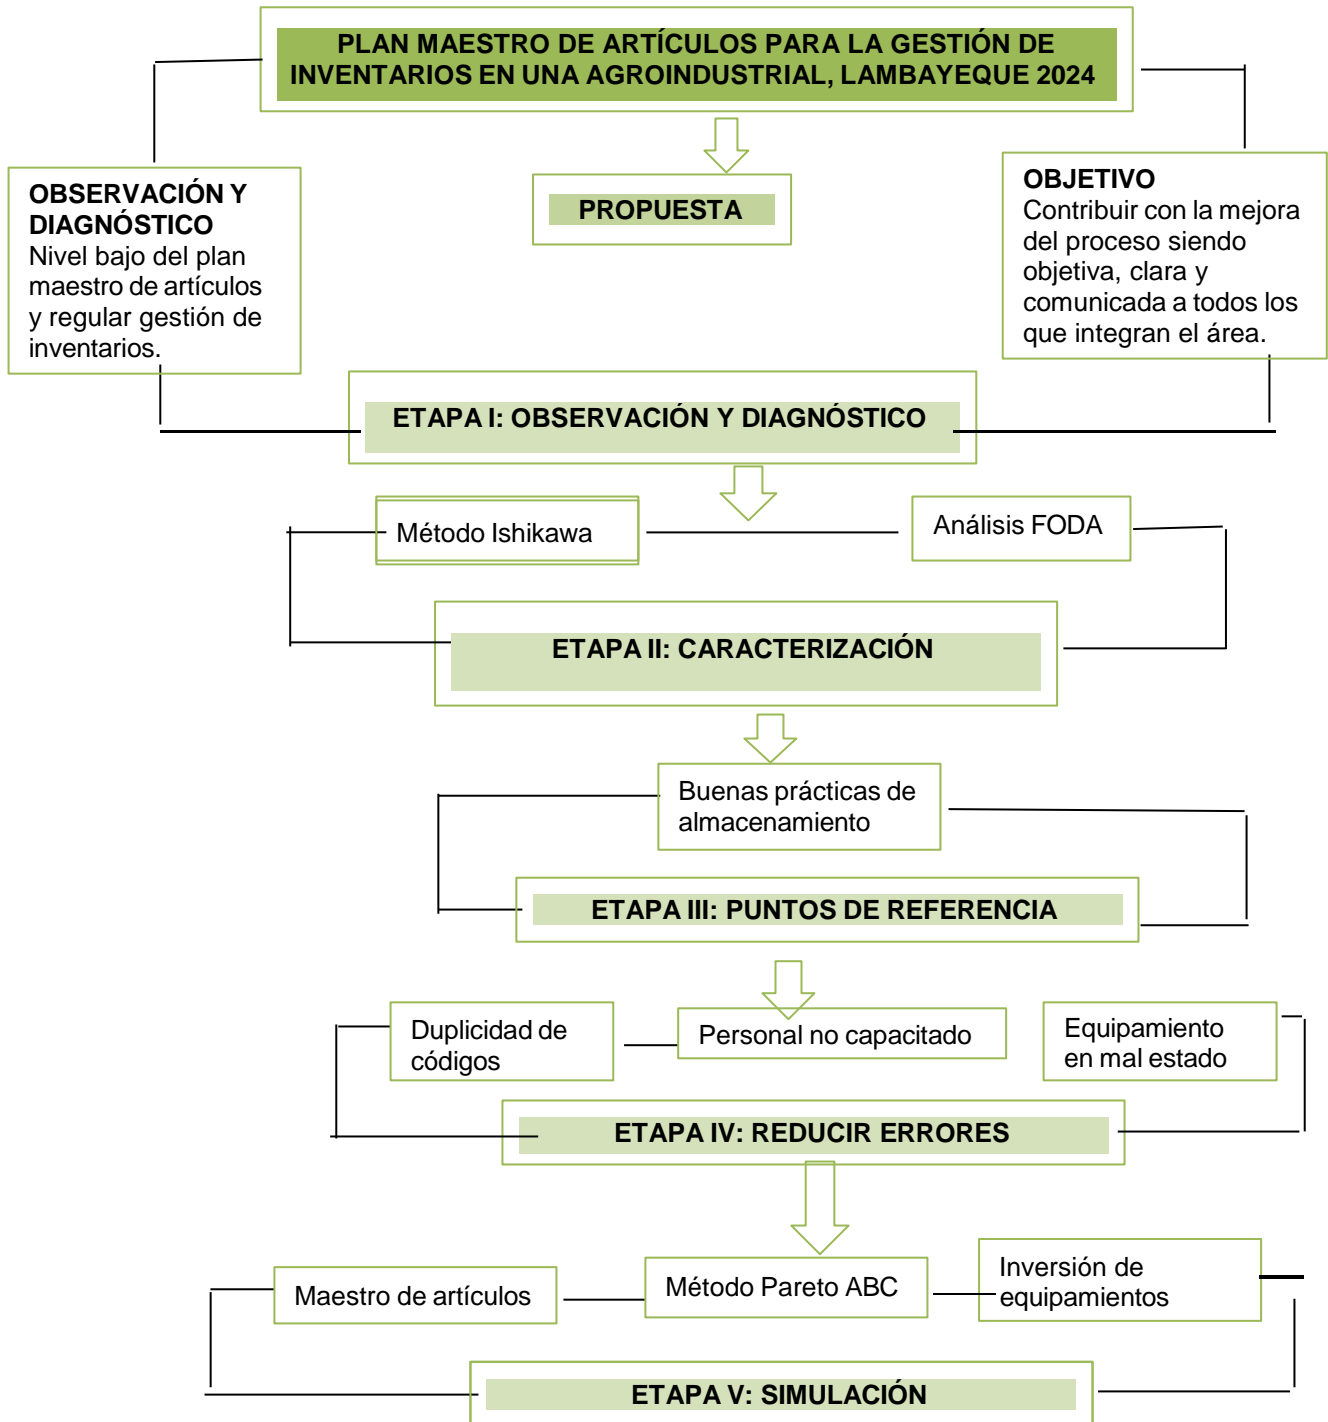 PLAN MAESTRO DE ARTÍCULOS PARA LA GESTIÓN DE
INVENTARIOS EN UNA AGROINDUSTRIAL, LAMBAYEQUE 2024
OBSERVACIÓN Y
DIAGNÓSTICO
Nivel bajo del plan
maestro de artículos
y regular gestión de
inventarios.
PROPUESTA
OBJETIVO
Contribuir con la mejora
del proceso siendo
objetiva, clara y
comunicada a todos los
que integran el área.
ETAPA I: OBSERVACIÓN Y DIAGNÓSTICO
Método Ishikawa
Análisis FODA
ETAPA II: CARACTERIZACIÓN
Buenas prácticas de
almacenamiento
ETAPA III: PUNTOS DE REFERENCIA
Duplicidad de
códigos
Personal no capacitado
Equipamiento
en mal estado
ETAPA IV: REDUCIR ERRORES
Maestro de artículos
Método Pareto ABC
Inversión de
equipamientos
ETAPA V: SIMULACIÓN